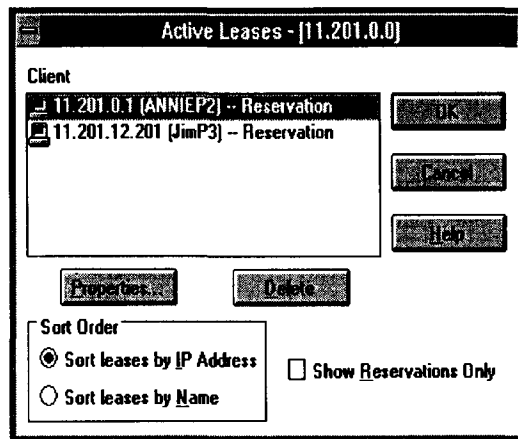 Active Leases - [11.201.0.0]
Client
11.201.0.1 (ANNIEP2) -- Reservation
11.201.12.201 (JimP3) -- Reservation
OK
Cancel
Help
Properties...
Delete
Sort Order
Sort leases by IP Address
Sort leases by Name
Show Reservations Only